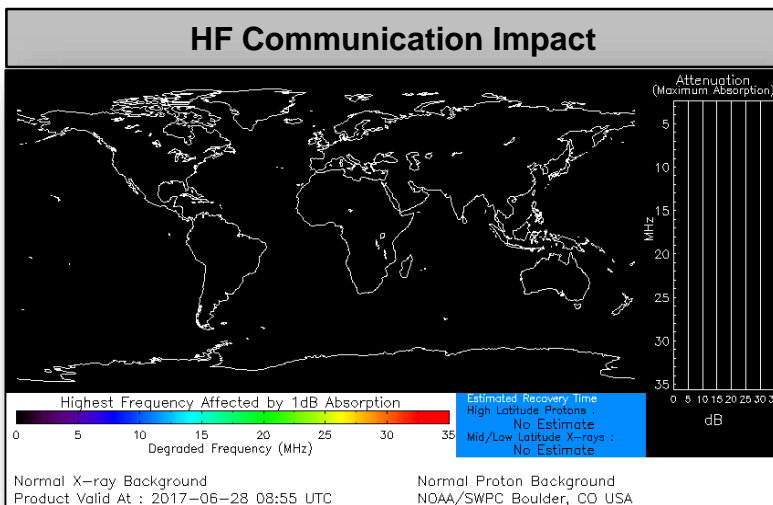 HF Communication Impact
Attenuation
(Maximum Absorption)
5
10
15
20
25
30
35
MHz
0 5 10 15 20 25 30
dB
Highest Frequency Affected by 1dB Absorption
0 5 10 15 20 25 30 35
Degraded Frequency (MHz)
Estimated Recovery Time
High Latitude Protons :
No Estimate
Mid/Low Latitude X-rays :
No Estimate
Normal X-ray Background
Product Valid At : 2017-06-28 08:55 UTC
Normal Proton Background
NOAA/SWPC Boulder, CO USA